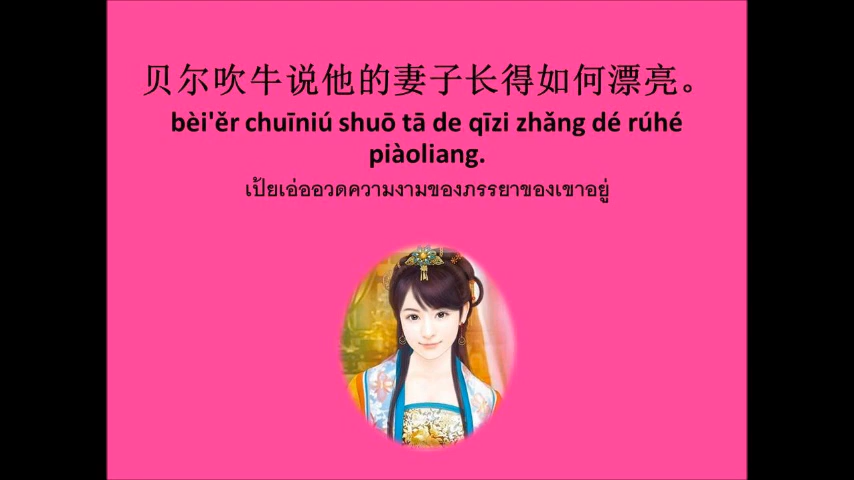 贝尔吹牛说他的妻子长得如何漂亮。
bèi'ěr chuīniú shuō tā de qīzi zhǎng dé rúhé
piàoliang.
เป้ยเอ่ออวดความงามของภรรยาของเขาอยู่